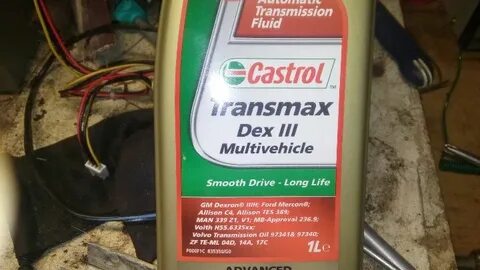 Automatic
Transmission
Fluid
Castrol
Transmax
Dex III
Multivehicle
Smooth Drive - Long Life
GM Dexron® IIIH; Ford Mercon®;
Allison C4, Allison TES 389;
MAN 339 Z1, V1; MB-Approval 236.9;
Voith H55.6335xx;
Volvo Transmission Oil 97341:8 97340;
ZF TE-ML 04D, 14A, 17C
1L℮
ADVANCED